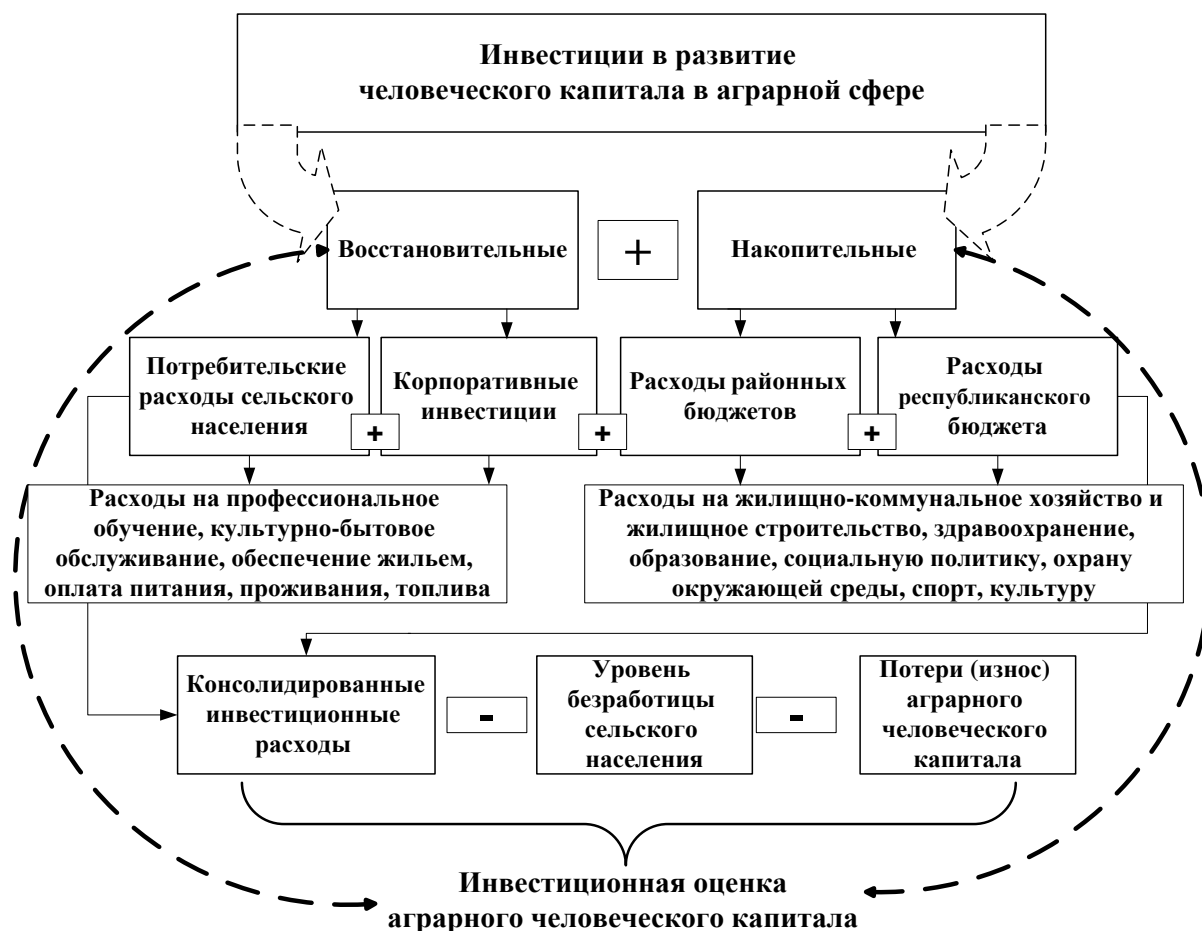 Инвестиции в развитие
человеческого капитала в аграрной сфере
Восстановительные
+
Накопительные
Потребительские
расходы сельского
населения
+
Корпоративные
инвестиции
+
Расходы районных
бюджетов
+
Расходы
республиканского
бюджета
Расходы на профессиональное
обучение, культурно-бытовое
обслуживание, обеспечение жильем,
оплата питания, проживания, топлива
Расходы на жилищно-коммунальное хозяйство и
жилищное строительство, здравоохранение,
образование, социальную политику, охрану
окружающей среды, спорт, культуру
Консолидированные
инвестиционные
расходы
-
Уровень
безработицы
сельского
населения
-
Потери (износ)
аграрного
человеческого
капитала
Инвестиционная оценка
аграрного человеческого капитала